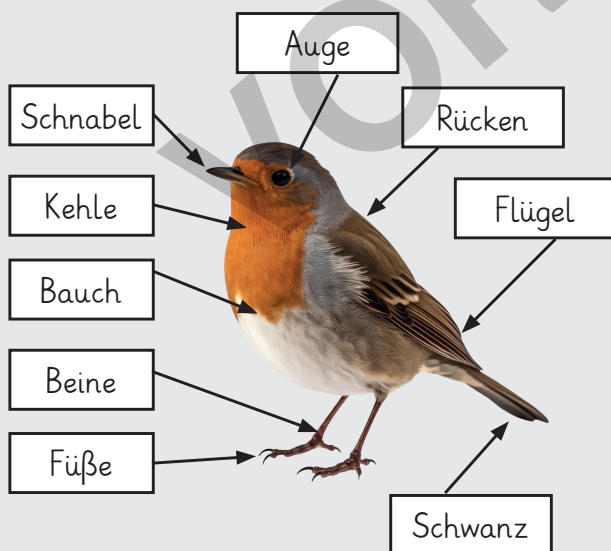 Auge
Schnabel
Rücken
Kehle
Flügel
Bauch
Beine
Füße
Schwanz